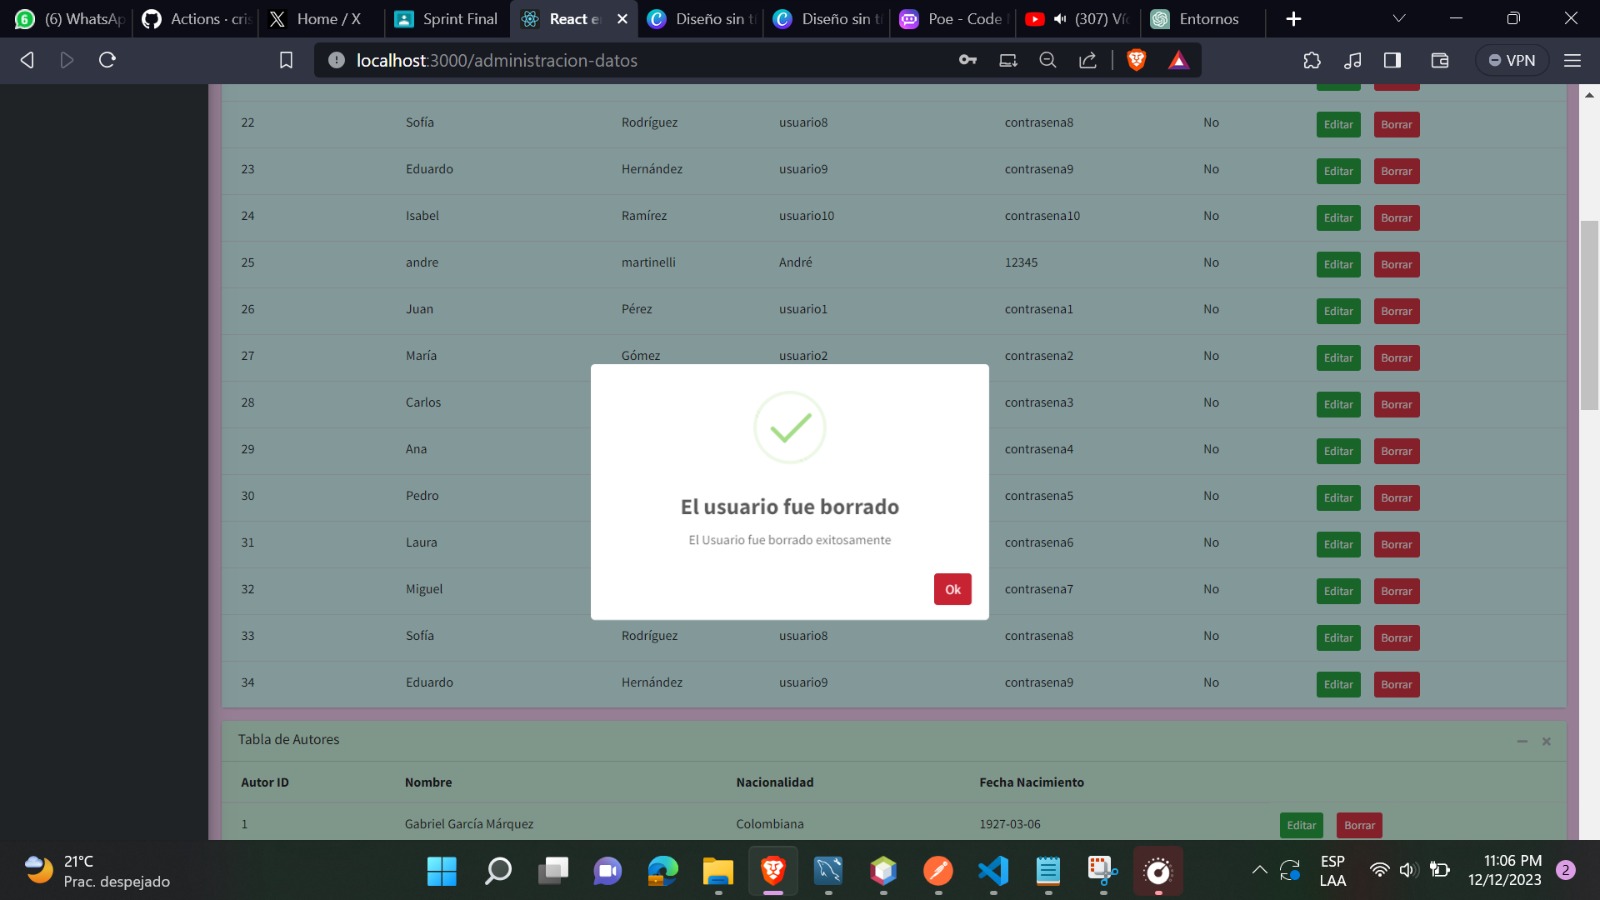 (6) WhatsAp
Actions · cris
Home / X
Sprint Final
React e
Diseño sin tí
Diseño sin tí
Poe - Code
(307) Víd
Entornos
localhost:3000/administracion-datos
VPN
22 Sofía Rodríguez usuario8 contrasena8 No Editar Borrar
23 Eduardo Hernández usuario9 contrasena9 No Editar Borrar
24 Isabel Ramírez usuario10 contrasena10 No Editar Borrar
25 andre martinelli André 12345 No Editar Borrar
26 Juan Pérez usuario1 contrasena1 No Editar Borrar
27 María Gómez usuario2 contrasena2 No Editar Borrar
28 Carlos contrasena3 No Editar Borrar
29 Ana contrasena4 No Editar Borrar
30 Pedro contrasena5 No Editar Borrar
31 Laura contrasena6 No Editar Borrar
32 Miguel contrasena7 No Editar Borrar
33 Sofía Rodríguez usuario8 contrasena8 No Editar Borrar
34 Eduardo Hernández usuario9 contrasena9 No Editar Borrar
El usuario fue borrado
El Usuario fue borrado exitosamente
Ok
Tabla de Autores
Autor ID Nombre Nacionalidad Fecha Nacimiento
1 Gabriel García Márquez Colombiana 1927-03-06 Editar Borrar
21°C
Prac. despejado
ESP
LAA
11:06 PM
12/12/2023
2